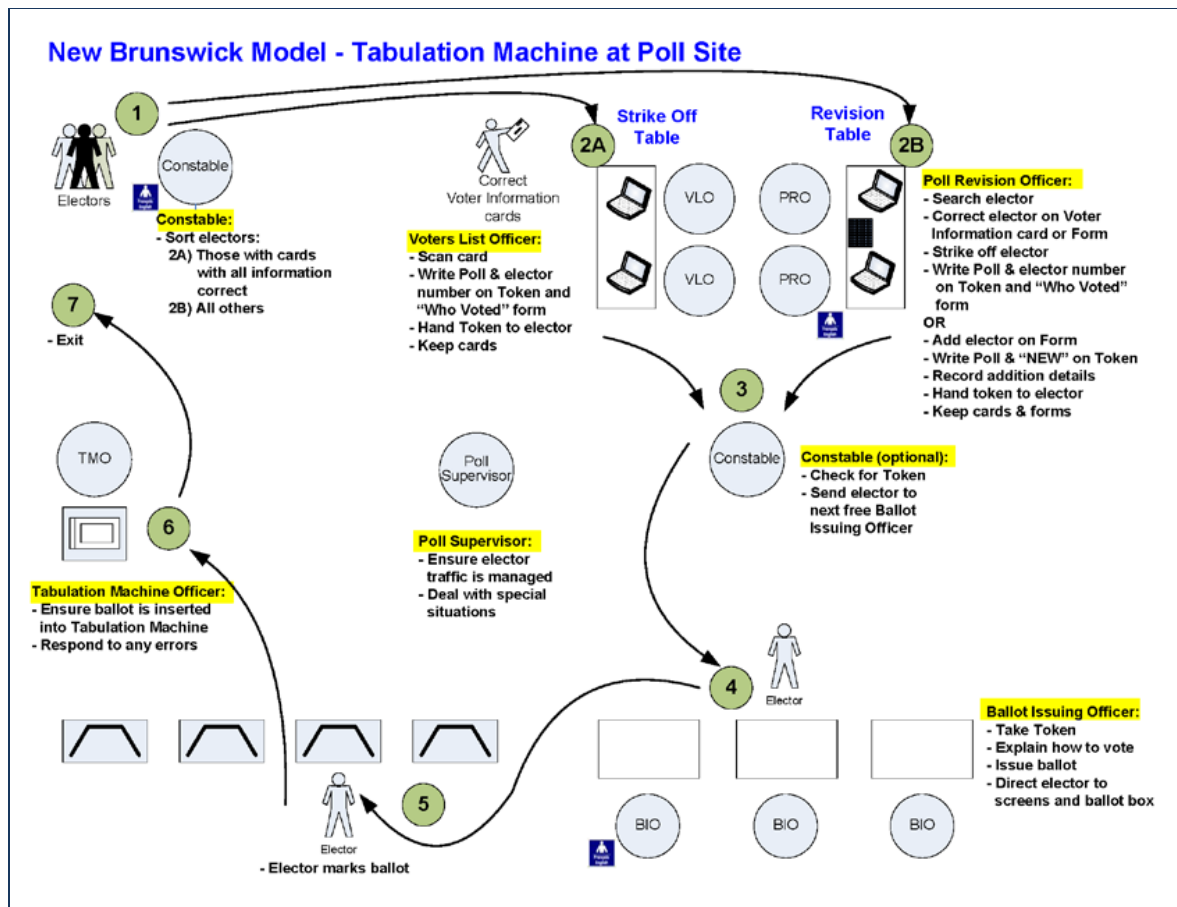 New Brunswick Model - Tabulation Machine at Poll Site
1
Electors
Constable
Constable:
- Sort electors:
2A) Those with cards
with all information
correct
2B) All others
Correct
Voter Information
cards
Voters List Officer:
- Scan card
- Write Poll & elector
number on Token and
“Who Voted” form
- Hand Token to elector
- Keep cards
2A
Strike Off
Table
VLO
VLO
Revision
Table
PRO
PRO
2B
Poll Revision Officer:
- Search elector
- Correct elector on Voter
Information card or Form
- Strike off elector
- Write Poll & elector number
on Token and “Who Voted”
form
OR
- Add elector on Form
- Write Poll & “NEW” on Token
- Record addition details
- Hand token to elector
- Keep cards & forms
3
Constable
Constable (optional):
- Check for Token
- Send elector to
next free Ballot
Issuing Officer
Poll
Supervisor
Poll Supervisor:
- Ensure elector
traffic is managed
- Deal with special
situations
4
Elector
Ballot Issuing Officer:
- Take Token
- Explain how to vote
- Issue ballot
- Direct elector to
screens and ballot box
BIO
BIO
BIO
5
Elector
- Elector marks ballot
6
TMO
Tabulation Machine Officer:
- Ensure ballot is inserted
into Tabulation Machine
- Respond to any errors
7
- Exit